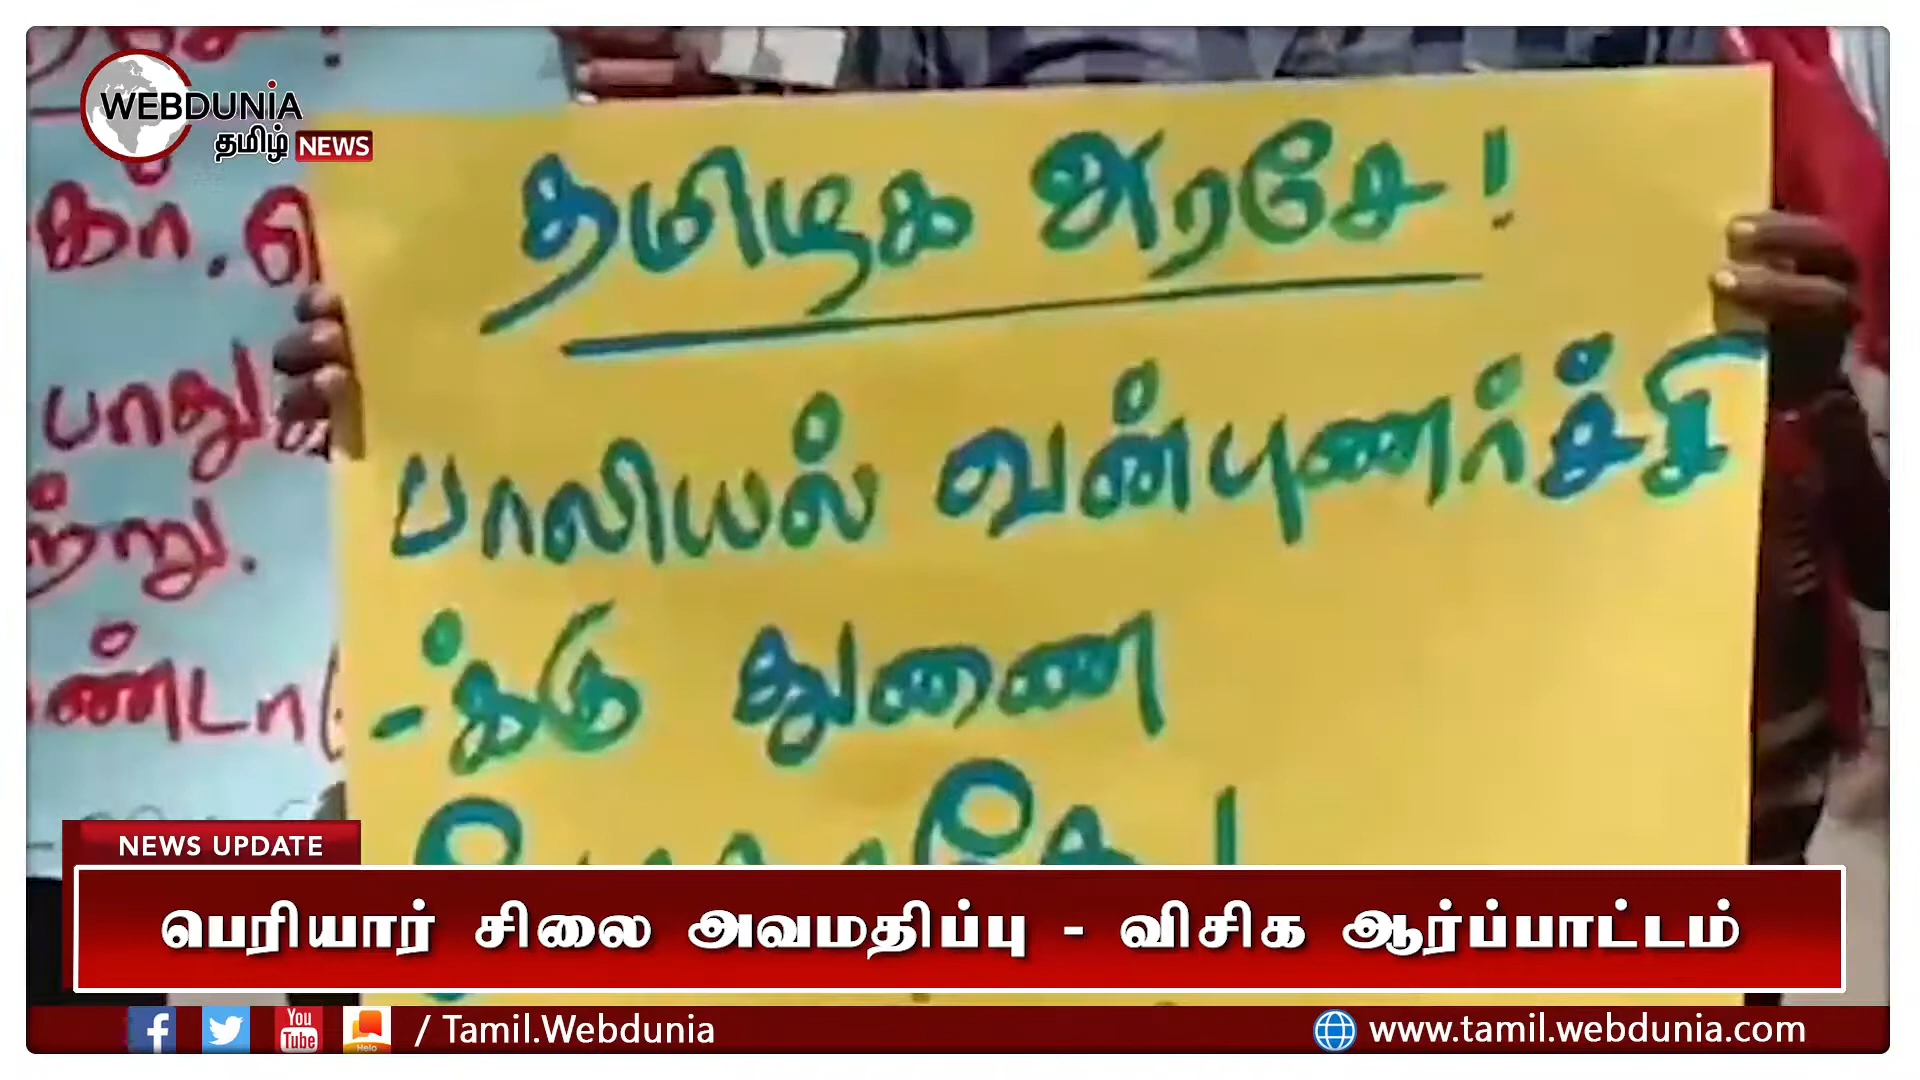 WEBDUNIA
தமிழ் NEWS
தமிழக அரசே!
பாலியல் வன்புணர்ச்சி
-க்கு துணை
பாது
ற்று.
ண்டா
NEWS UPDATE
பெரியார் சிலை அவமதிப்பு - விசிக ஆர்ப்பாட்டம்
/ Tamil.Webdunia
www.tamil.webdunia.com